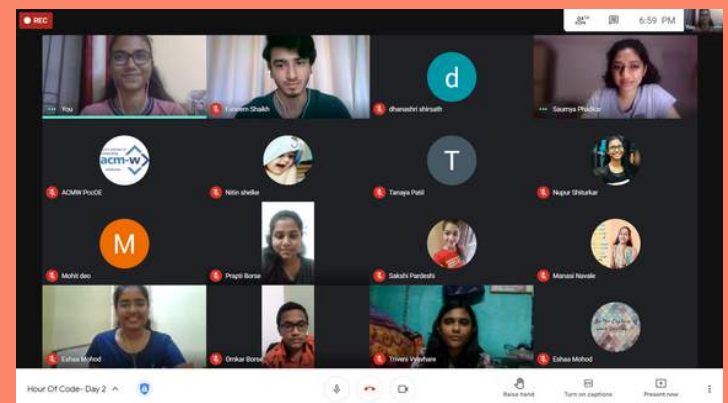 REC
6:59 PM
You
Faheem Shaikh
d
dhanashri shirsath
Saumya Phadkar
acm-w
ACMW PccOE
Nitin shelke
T
Tanaya Patil
Nupur Shiturkar
M
Mohit deo
Prapti Borse
Sakshi Pardeshi
Manasi Navale
Eshaa Mohod
Omkar Borse
Triveni Vyavhare
Eshaa Mohod
Hour Of Code- Day 2
Raise hand
Turn on captions
Present now